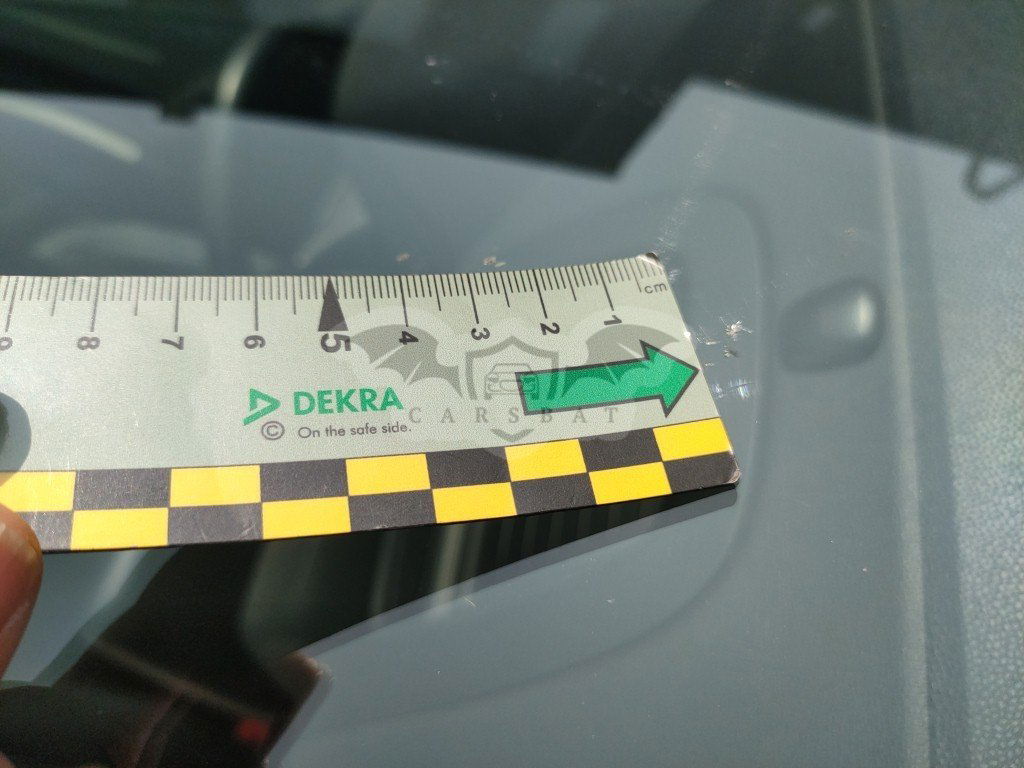 9 8 7 6 5 4 3 2 1 cm
DEKRA
© On the safe side.
CARSBAT